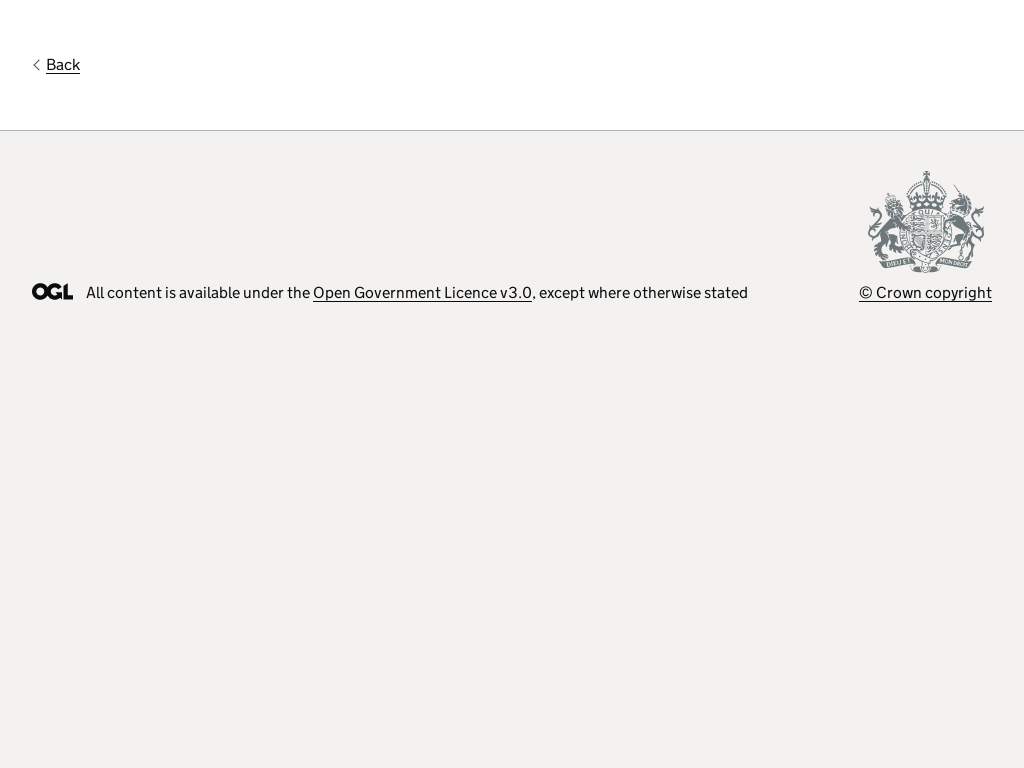 Back
OGL All content is available under the Open Government Licence v3.0, except where otherwise stated
© Crown copyright